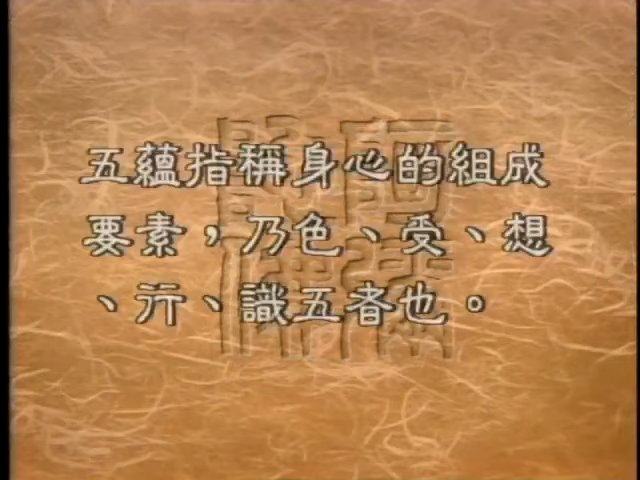 五蘊指稱身心的組成
要素，乃色、受、想
、行、識五者也。